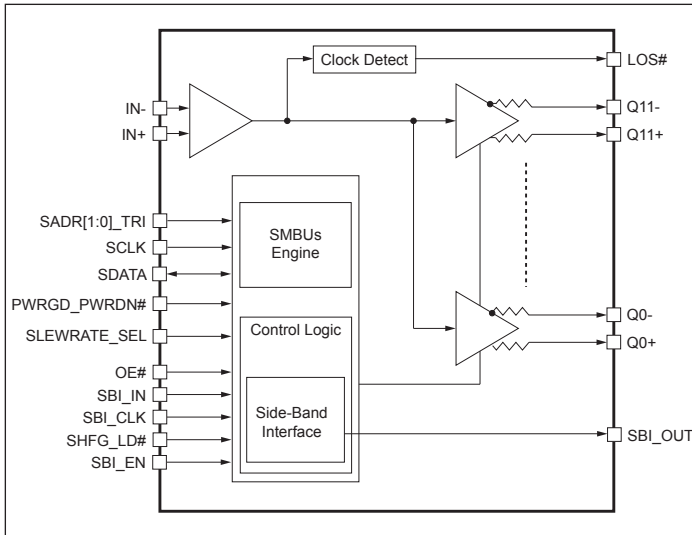 Clock Detect
LOS#
IN-
IN+
Q11-
Q11+
SADR[1:0]_TRI
SCLK
SDATA
PWRGD_PWRDN#
SLEWRATE_SEL
OE#
SBI_IN
SBI_CLK
SHFG_LD#
SBI_EN
SMBUs
Engine
Control Logic
Side-Band
Interface
Q0-
Q0+
SBI_OUT